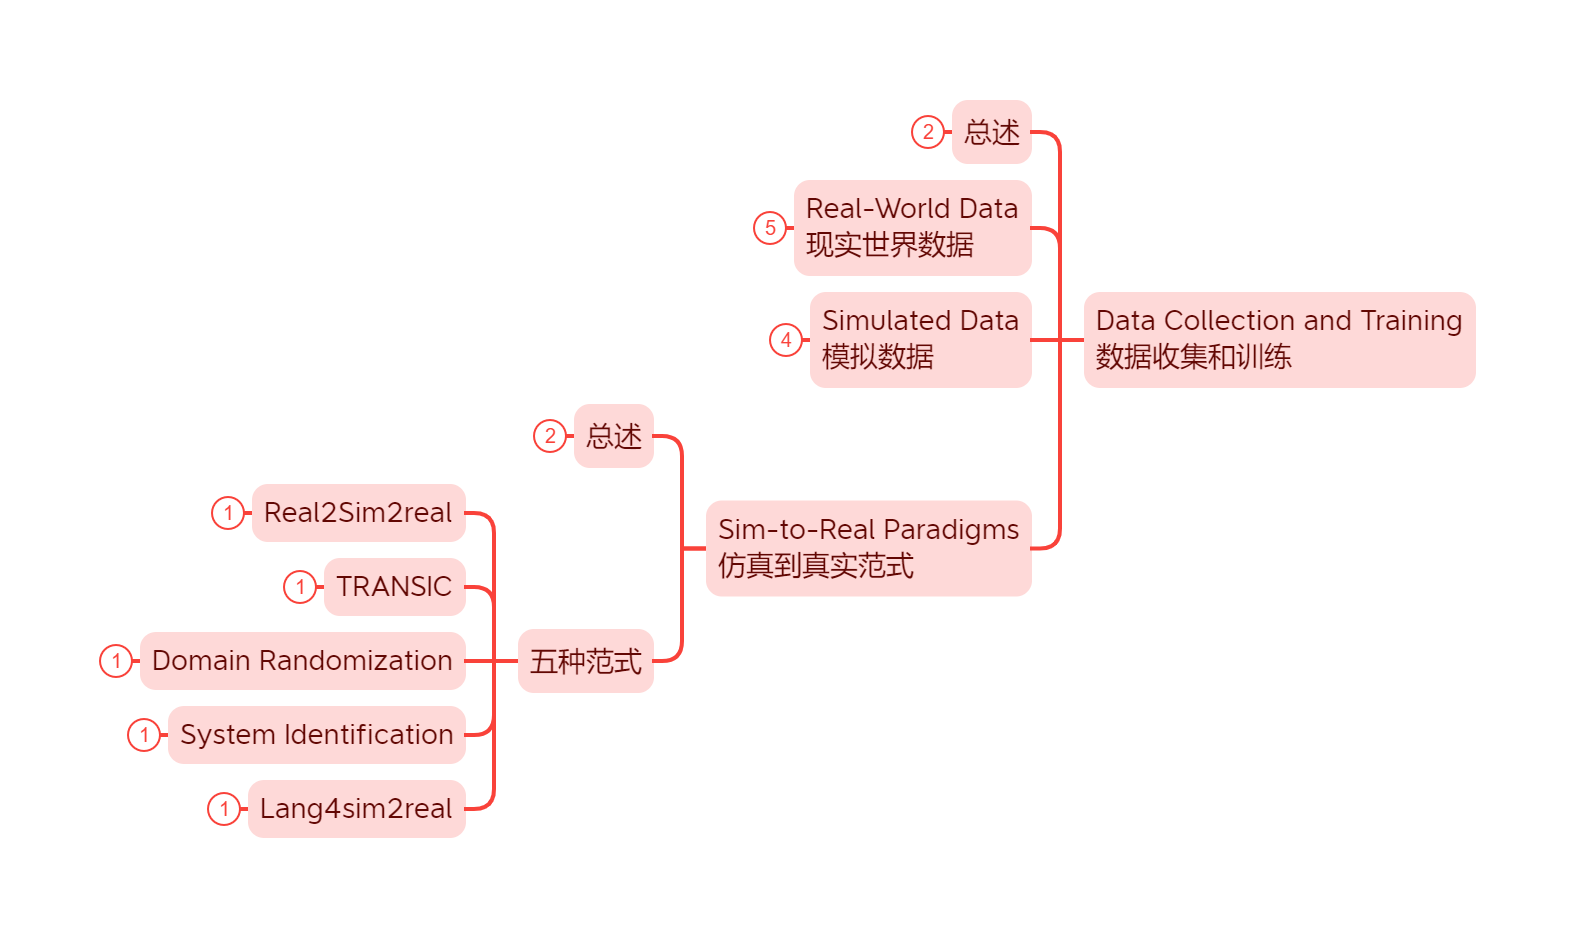 2
总述
5
Real-World Data
现实世界数据
4
Simulated Data
模拟数据
Data Collection and Training
数据收集和训练
2
总述
1
Real2Sim2real
Sim-to-Real Paradigms
仿真到真实范式
1
TRANSIC
1
Domain Randomization
五种范式
1
System Identification
1
Lang4sim2real